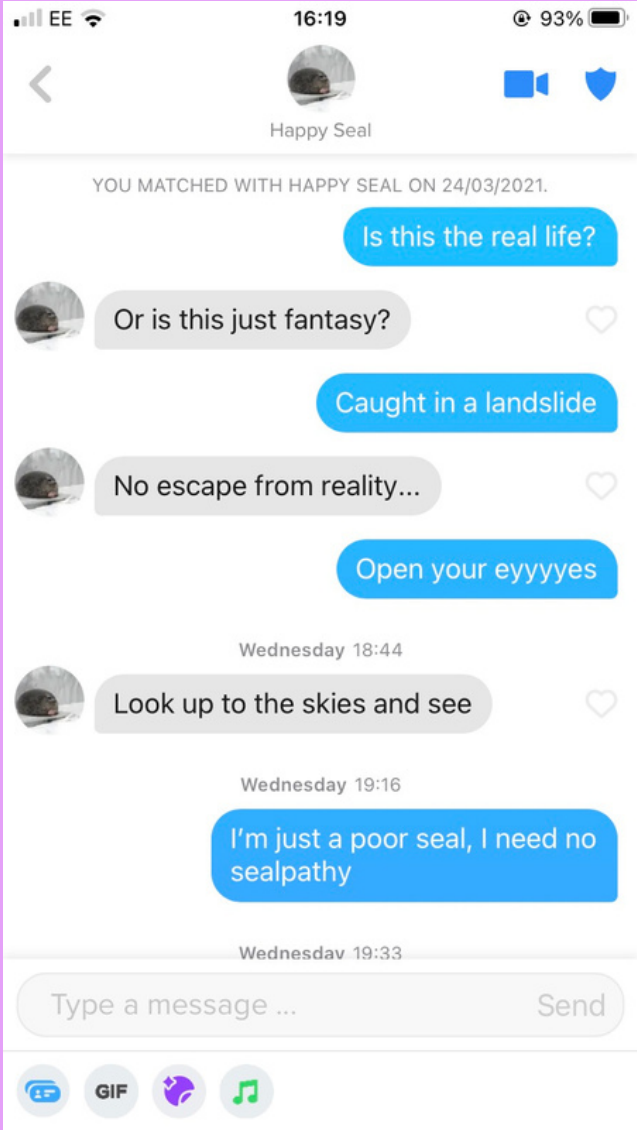 EE 16:19 93%
Happy Seal
YOU MATCHED WITH HAPPY SEAL ON 24/03/2021.
Is this the real life?
Or is this just fantasy?
Caught in a landslide
No escape from reality...
Open your eyyyyes
Wednesday 18:44
Look up to the skies and see
Wednesday 19:16
I'm just a poor seal, I need no
sealpathy
Wednesday 19:33
Type a message ... Send
GIF